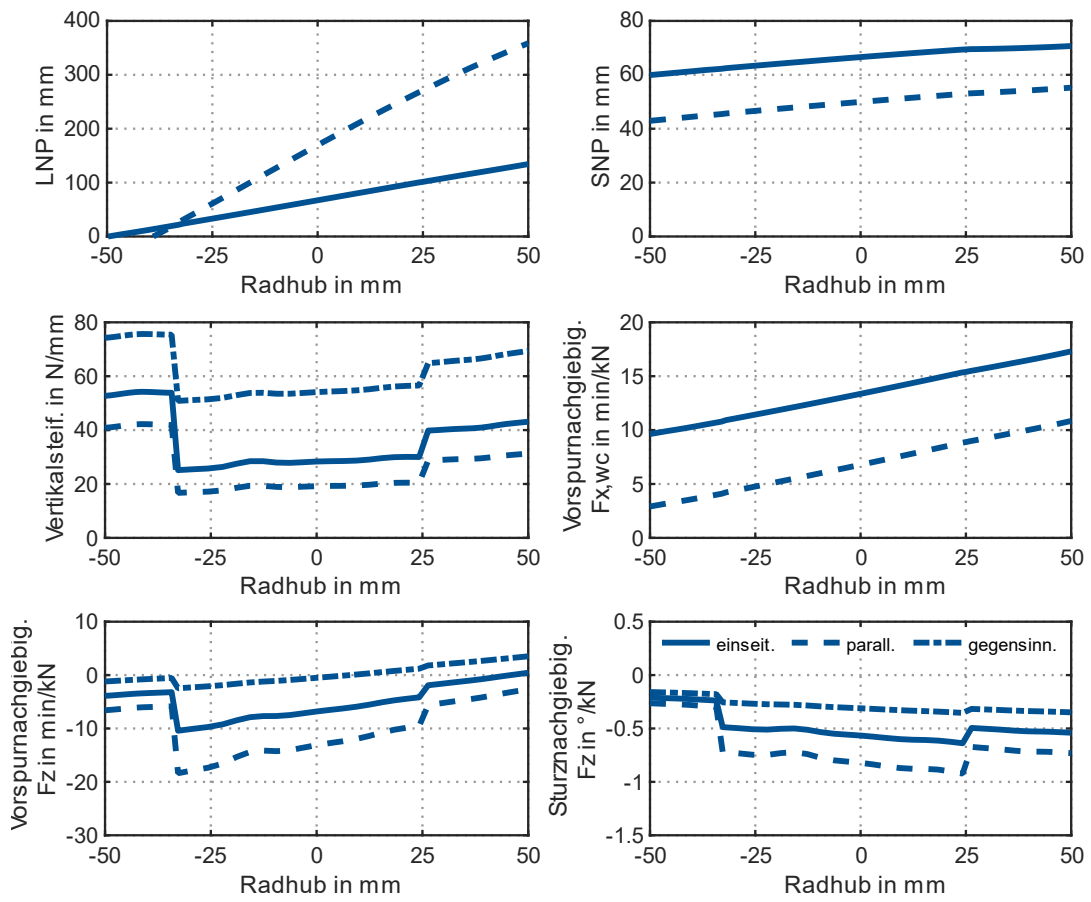 LNP in mm
400
300
200
100
0
-50 -25 0 25 50
Radhub in mm
SNP in mm
80
60
40
20
0
-50 -25 0 25 50
Radhub in mm
Vertikalsteif. in N/mm
80
60
40
20
0
-50 -25 0 25 50
Radhub in mm
Vorspurnachgiebig.
Fx,wc in min/kN
20
15
10
5
0
-50 -25 0 25 50
Radhub in mm
Vorspurnachgiebig.
Fz in min/kN
10
0
-10
-20
-30
-50 -25 0 25 50
Radhub in mm
Sturznachgiebig.
Fz in °/kN
0.5
0
-0.5
-1
-1.5
einseit. parall. gegensinn.
-50 -25 0 25 50
Radhub in mm